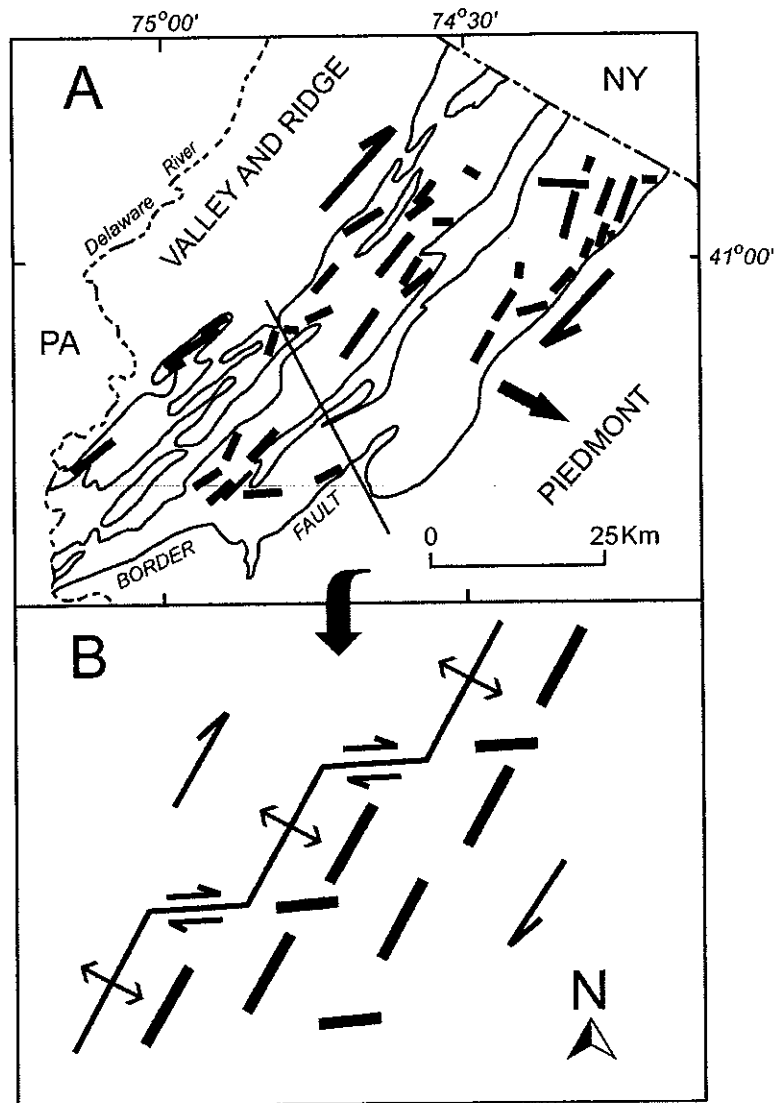 75°00'
74°30'
A
NY
VALLEY AND RIDGE
Delaware River
41°00'
PA
PIEDMONT
BORDER FAULT
0 25Km
B
N